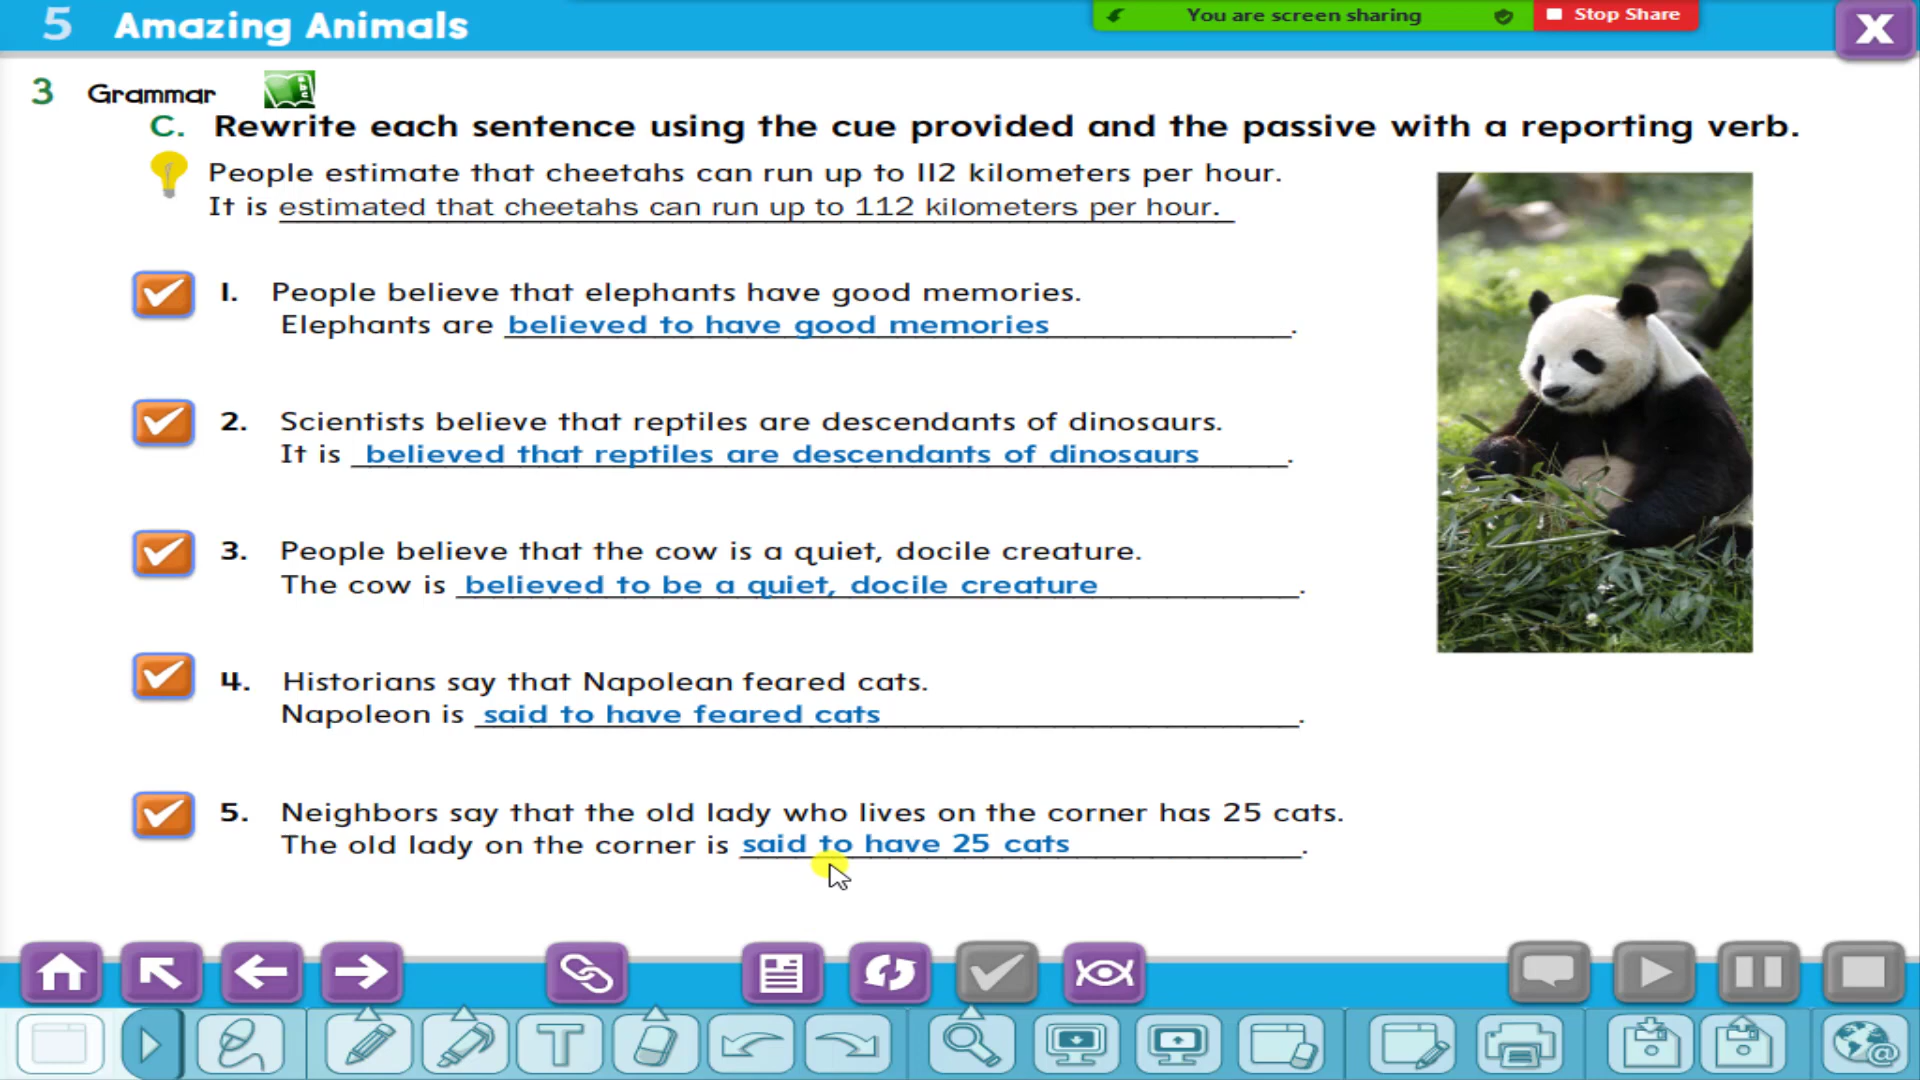 5 Amazing Animals
You are screen sharing
Stop Share
X
3 Grammar
C. Rewrite each sentence using the cue provided and the passive with a reporting verb.
People estimate that cheetahs can run up to 112 kilometers per hour.
It is estimated that cheetahs can run up to 112 kilometers per hour.
1. People believe that elephants have good memories.
Elephants are believed to have good memories.
2. Scientists believe that reptiles are descendants of dinosaurs.
It is believed that reptiles are descendants of dinosaurs.
3. People believe that the cow is a quiet, docile creature.
The cow is believed to be a quiet, docile creature.
4. Historians say that Napolean feared cats.
Napoleon is said to have feared cats.
5. Neighbors say that the old lady who lives on the corner has 25 cats.
The old lady on the corner is said to have 25 cats.
T
@